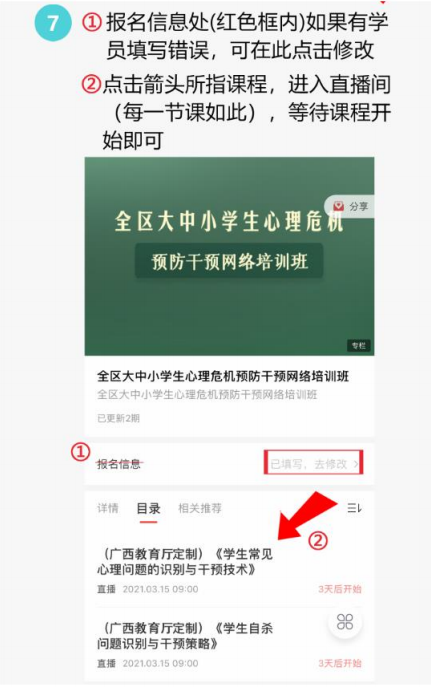 7
①报名信息处(红色框内)如果有学
员填写错误，可在此点击修改
②点击箭头所指课程，进入直播间
（每一节课如此），等待课程开
始即可
分享
全区大中小学生心理危机
预防干预网络培训班
专栏
全区大中小学生心理危机预防干预网络培训班
全区大中小学生心理危机预防干预网络培训班
已更新2期
①
报名信息
已填写，去修改
详情 目录 相关推荐
②
（广西教育厅定制）《学生常见
心理问题的识别与干预技术》
直播 2021.03.15 09:00 3天后开始
（广西教育厅定制）《学生自杀
问题识别与干预策略》
直播 2021.03.15 09:00 3天后开始